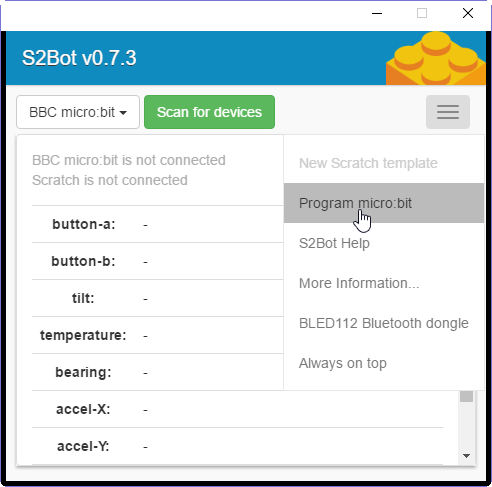 S2Bot v0.7.3
BBC micro:bit
Scan for devices
BBC micro:bit is not connected
Scratch is not connected
button-a: -
button-b: -
tilt: -
temperature: -
bearing: -
accel-X: -
accel-Y: -
New Scratch template
Program micro:bit
S2Bot Help
More Information...
BLED112 Bluetooth dongle
Always on top